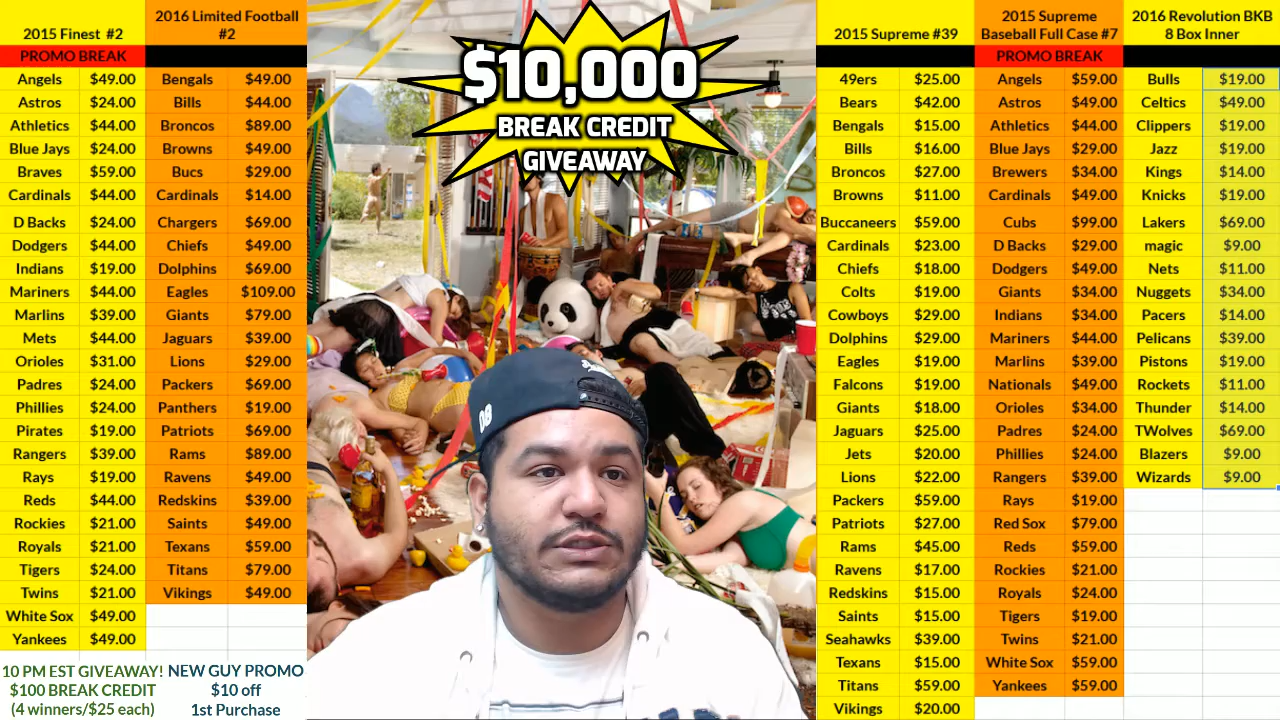 2015 Finest #2
PROMO BREAK
Angels $49.00
Astros $24.00
Athletics $44.00
Blue Jays $24.00
Braves $59.00
Cardinals $44.00
D Backs $24.00
Dodgers $44.00
Indians $19.00
Mariners $44.00
Marlins $39.00
Mets $44.00
Orioles $31.00
Padres $24.00
Phillies $24.00
Pirates $19.00
Rangers $39.00
Rays $19.00
Reds $44.00
Rockies $21.00
Royals $21.00
Tigers $24.00
Twins $21.00
White Sox $49.00
Yankees $49.00
10 PM EST GIVEAWAY!
$100 BREAK CREDIT
(4 winners/$25 each)
2016 Limited Football
#2
Bengals $49.00
Bills $44.00
Broncos $89.00
Browns $49.00
Bucs $29.00
Cardinals $14.00
Chargers $69.00
Chiefs $49.00
Dolphins $69.00
Eagles $109.00
Giants $79.00
Jaguars $39.00
Lions $29.00
Packers $69.00
Panthers $19.00
Patriots $69.00
Rams $89.00
Ravens $49.00
Redskins $39.00
Saints $49.00
Texans $59.00
Titans $79.00
Vikings $49.00
NEW GUY PROMO
$10 off
1st Purchase
$10,000
BREAK CREDIT
GIVEAWAY
2015 Supreme #39
49ers $25.00
Bears $42.00
Bengals $15.00
Bills $16.00
Broncos $27.00
Browns $11.00
Buccaneers $59.00
Cardinals $23.00
Chiefs $18.00
Colts $19.00
Cowboys $29.00
Dolphins $29.00
Eagles $19.00
Falcons $19.00
Giants $18.00
Jaguars $25.00
Jets $20.00
Lions $22.00
Packers $59.00
Patriots $27.00
Rams $45.00
Ravens $17.00
Redskins $15.00
Saints $15.00
Seahawks $39.00
Texans $15.00
Titans $59.00
Vikings $20.00
2015 Supreme
Baseball Full Case #7
PROMO BREAK
Angels $59.00
Astros $49.00
Athletics $44.00
Blue Jays $29.00
Brewers $34.00
Cardinals $49.00
Cubs $99.00
D Backs $29.00
Dodgers $49.00
Giants $34.00
Indians $34.00
Mariners $44.00
Marlins $39.00
Nationals $49.00
Orioles $34.00
Padres $24.00
Phillies $24.00
Rangers $39.00
Rays $19.00
Red Sox $79.00
Reds $59.00
Rockies $21.00
Royals $24.00
Tigers $19.00
Twins $21.00
White Sox $59.00
Yankees $59.00
2016 Revolution BKB
8 Box Inner
Bulls $19.00
Celtics $49.00
Clippers $19.00
Jazz $19.00
Kings $14.00
Knicks $19.00
Lakers $69.00
magic $9.00
Nets $11.00
Nuggets $34.00
Pacers $14.00
Pelicans $39.00
Pistons $19.00
Rockets $11.00
Thunder $14.00
TWolves $69.00
Blazers $9.00
Wizards $9.00